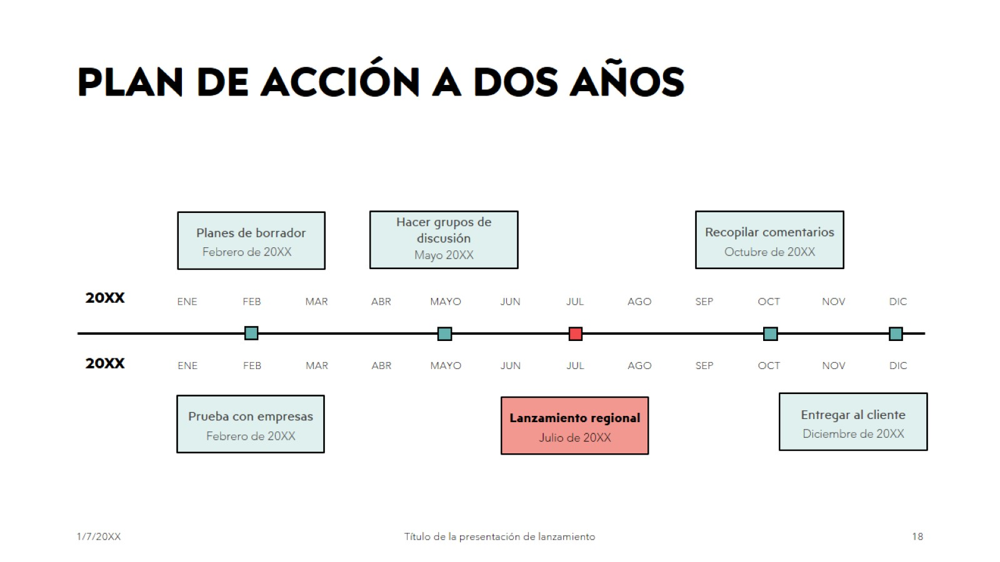 PLAN DE ACCIÓN A DOS AÑOS
Planes de borrador
Febrero de 20XX
Hacer grupos de
discusión
Mayo 20XX
Recopilar comentarios
Octubre de 20XX
20XX ENE FEB MAR ABR MAYO JUN JUL AGO SEP OCT NOV DIC
20XX ENE FEB MAR ABR MAYO JUN JUL AGO SEP OCT NOV DIC
Prueba con empresas
Febrero de 20XX
Lanzamiento regional
Julio de 20XX
Entregar al cliente
Diciembre de 20XX
1/7/20XX Título de la presentación de lanzamiento 18